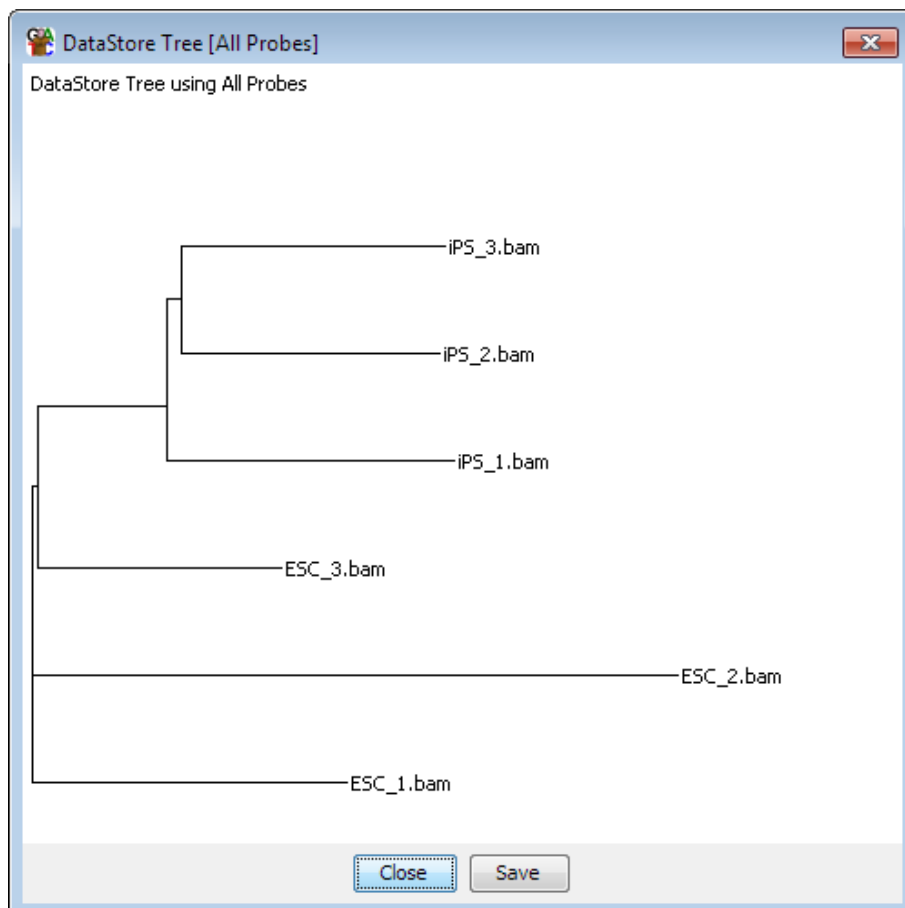 DataStore Tree [All Probes]
DataStore Tree using All Probes
iPS_3.bam
iPS_2.bam
iPS_1.bam
ESC_3.bam
ESC_2.bam
ESC_1.bam
Close Save